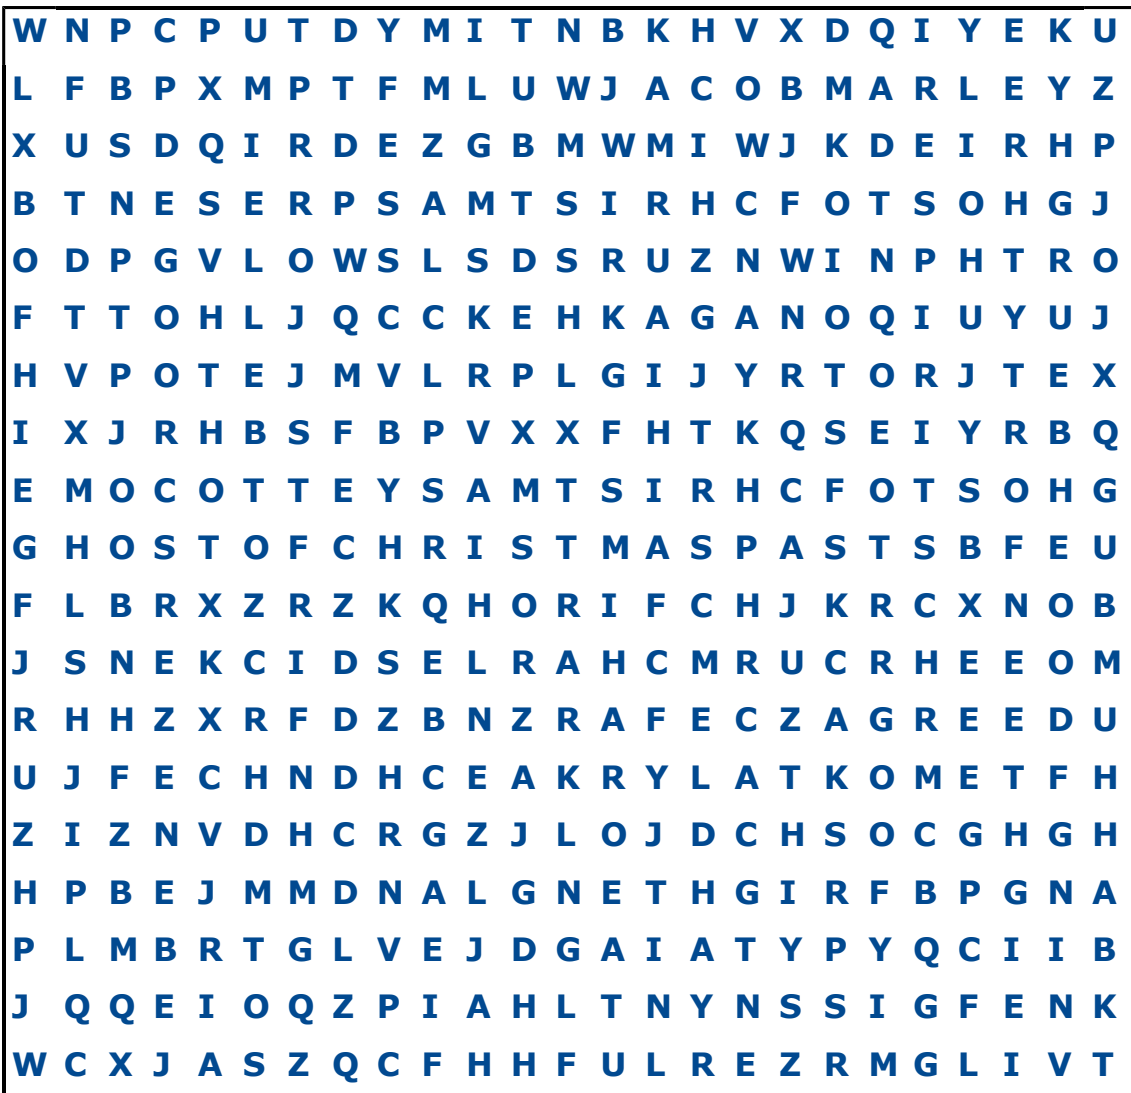 W N P C P U T D Y M I T N B K H V X D Q I Y E K U
L F B P X M P T F M L U W J A C O B M A R L E Y Z
X U S D Q I R D E Z G B M W M I W J K D E I R H P
B T N E S E R P S A M T S I R H C F O T S O H G J
O D P G V L O W S L S D S R U Z N W I N P H T R O
F T T O H L J Q C C K E H K A G A N O Q I U Y U J
H V P O T E J M V L R P L G I J Y R T O R J T E X
I X J R H B S F B P V X X F H T K Q S E I Y R B Q
E M O C O T T E Y S A M T S I R H C F O T S O H G
G H O S T O F C H R I S T M A S P A S T S B F E U
F L B R X Z R Z K Q H O R I F C H J K R C X N O B
J S N E K C I D S E L R A H C M R U C R H E E O M
R H H Z X R F D Z B N Z R A F E C Z A G R E E D U
U J F E C H N D H C E A K R Y L A T K O M E T F H
Z I Z N V D H C R G Z J L O J D C H S O C G H G H
H P B E J M M D N A L G N E T H G I R F B P G N A
P L M B R T G L V E J D G A I A T Y P Y Q C I I B
J Q Q E I O Q Z P I A H L T N Y N S S I G F E N K
W C X J A S Z Q C F H H F U L R E Z R M G L I V T